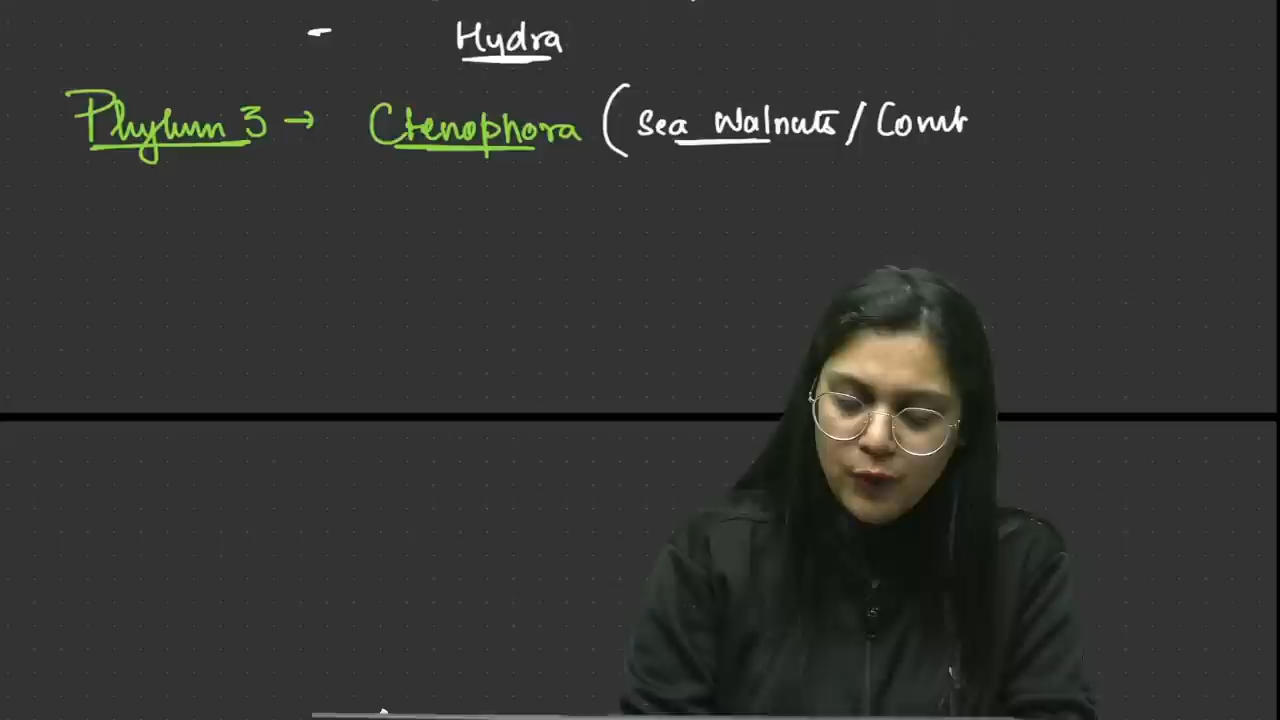 - Hydra
Phylum 3 → Ctenophora (Sea Walnuts / Comb